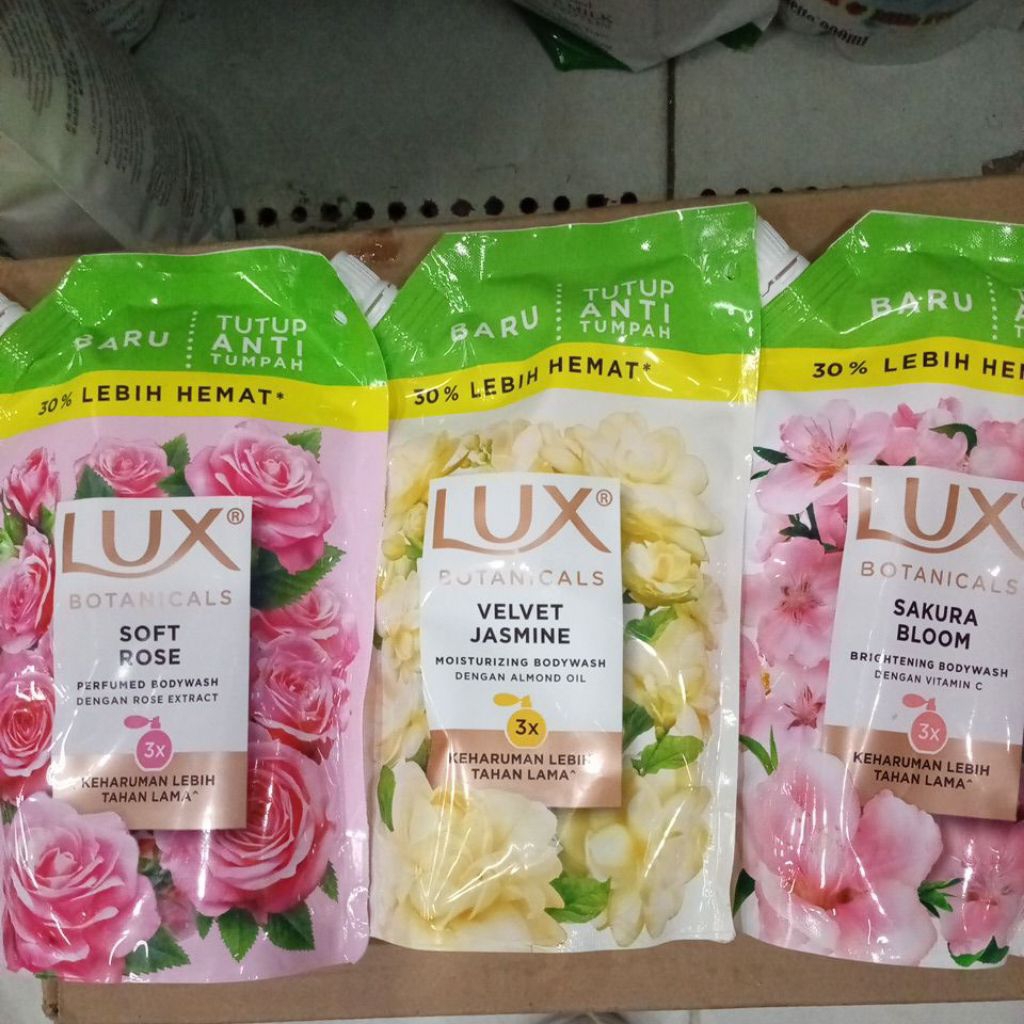 BARU
TUTUP
ANTI
TUMPAH
30% LEBIH HEMAT*
LUX®
BOTANICALS
SOFT
ROSE
PERFUMED BODYWASH
DENGAN ROSE EXTRACT
3x
KEHARUMAN LEBIH
TAHAN LAMA^
BARU
TUTUP
ANTI
TUMPAH
30% LEBIH HEMAT*
LUX®
BOTANICALS
VELVET
JASMINE
MOISTURIZING BODYWASH
DENGAN ALMOND OIL
3x
KEHARUMAN LEBIH
TAHAN LAMA^
BARU
30% LEBIH
LUX®
BOTANICALS
SAKURA
BLOOM
BRIGHTENING BODYWASH
DENGAN VITAMIN C
3x
KEHARUMAN LEBIH
TAHAN LAMA^